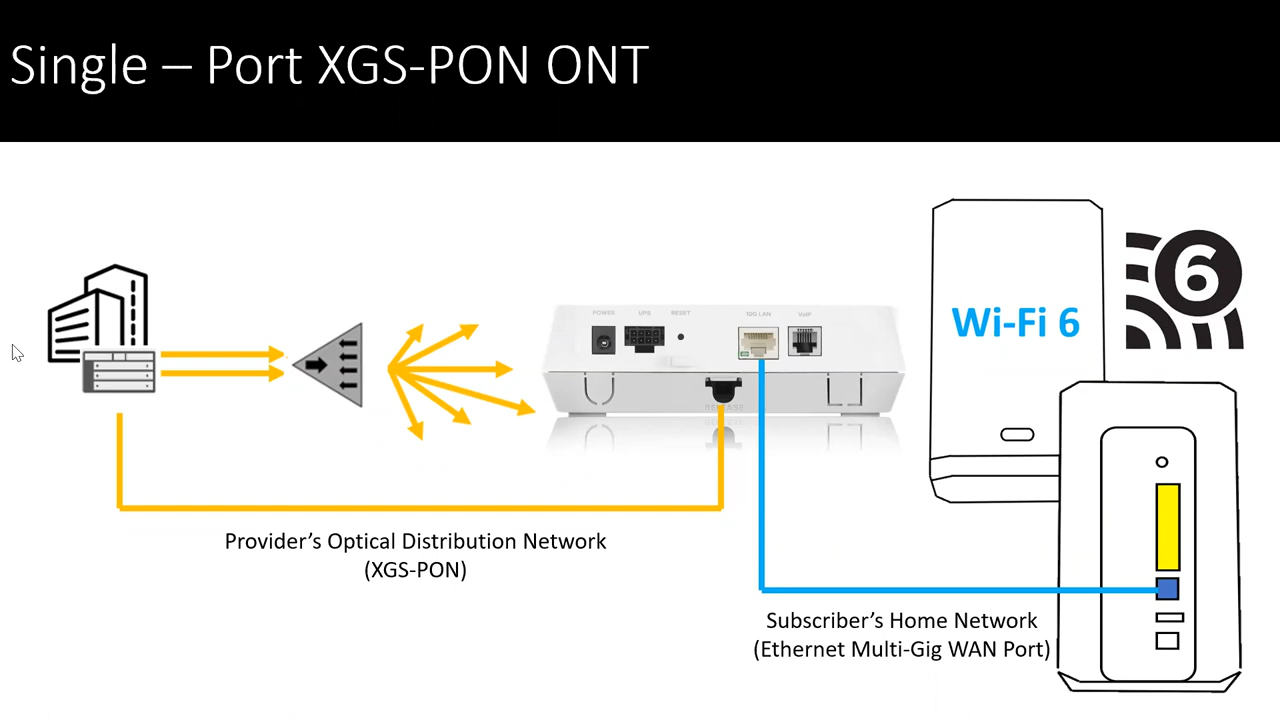 Single – Port XGS-PON ONT
POWER UPS RESET 10G LAN VoIP
Wi-Fi 6
6
Provider’s Optical Distribution Network
(XGS-PON)
Subscriber’s Home Network
(Ethernet Multi-Gig WAN Port)